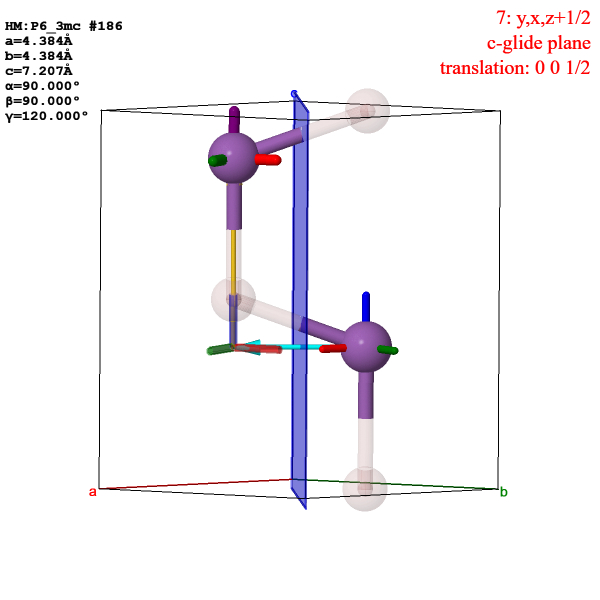 HM:P6_3mc #186
a=4.384Å
b=4.384Å
c=7.207Å
α=90.000°
β=90.000°
γ=120.000°
7: y,x,z+1/2
c-glide plane
translation: 0 0 1/2
c
a
b